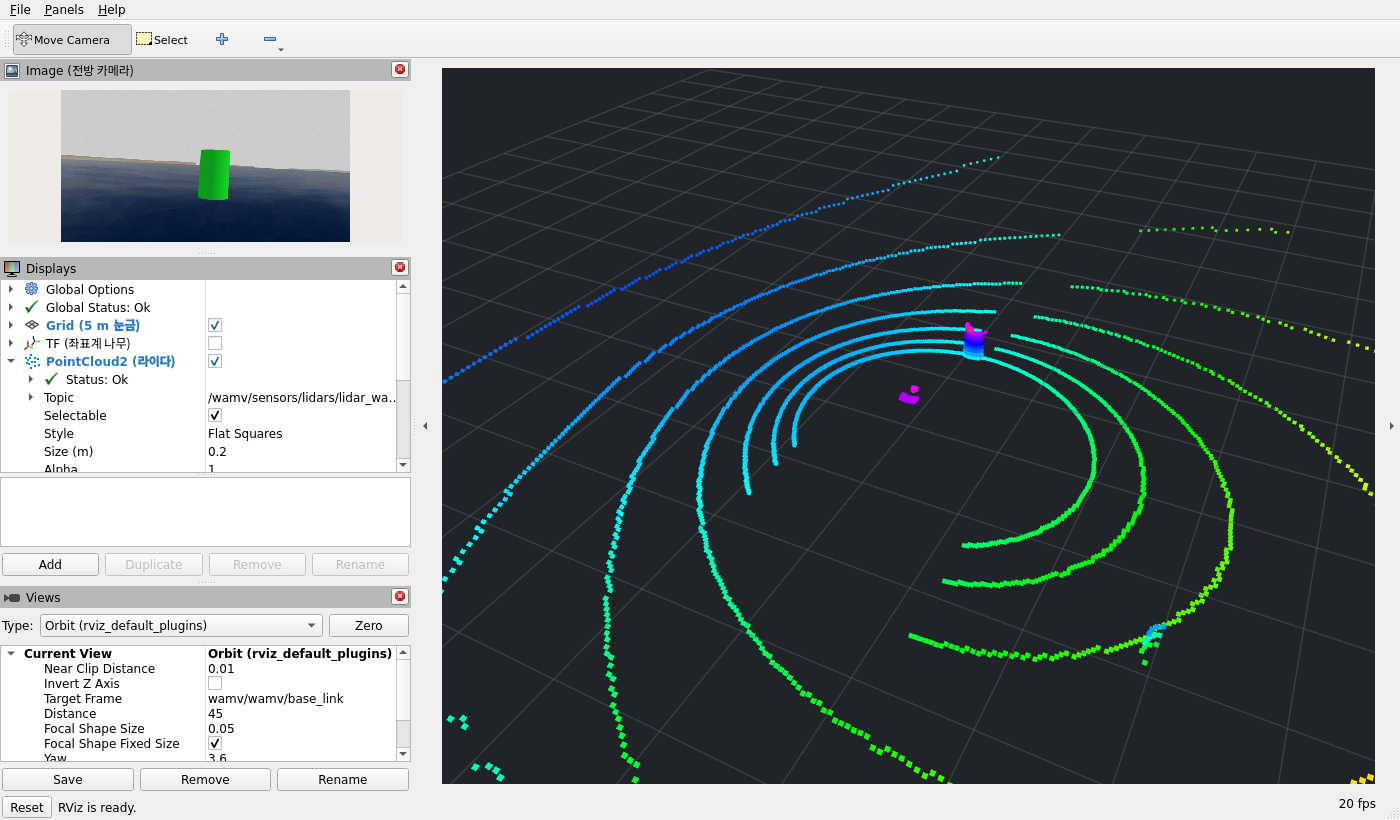 File Panels Help
Move Camera Select
Image (전방 카메라)
Displays
Global Options
Global Status: Ok
Grid (5 m 눈금)
TF (좌표계 나무)
PointCloud2 (라이다)
Status: Ok
Topic /wamv/sensors/lidars/lidar_wa...
Selectable
Style Flat Squares
Size (m) 0.2
Alpha 1
Add Duplicate Remove Rename
Views
Type: Orbit (rviz_default_plugins) Zero
Current View Orbit (rviz_default_plugins)
Near Clip Distance 0.01
Invert Z Axis
Target Frame wamv/wamv/base_link
Distance 45
Focal Shape Size 0.05
Focal Shape Fixed Size
Yaw 3.6
Save Remove Rename
Reset RViz is ready. 20 fps